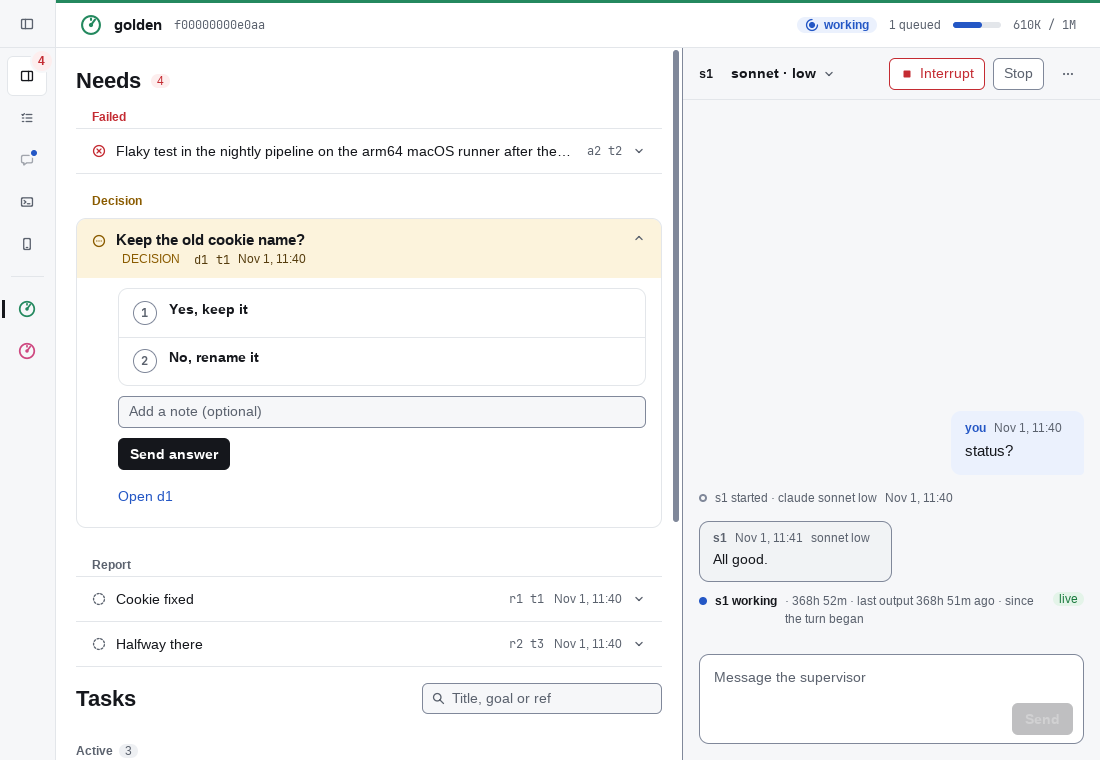 golden f00000000e0aa
working 1 queued 610K / 1M
4
Needs 4
Failed
Flaky test in the nightly pipeline on the arm64 macOS runner after the… a2 t2
Decision
Keep the old cookie name?
DECISION d1 t1 Nov 1, 11:40
1 Yes, keep it
2 No, rename it
Add a note (optional)
Send answer
Open d1
Report
Cookie fixed r1 t1 Nov 1, 11:40
Halfway there r2 t3 Nov 1, 11:40
Tasks
Title, goal or ref
Active 3
s1 sonnet · low Interrupt Stop
you Nov 1, 11:40
status?
s1 started · claude sonnet low Nov 1, 11:40
s1 Nov 1, 11:41 sonnet low
All good.
s1 working · 368h 52m · last output 368h 51m ago · since live
the turn began
Message the supervisor
Send